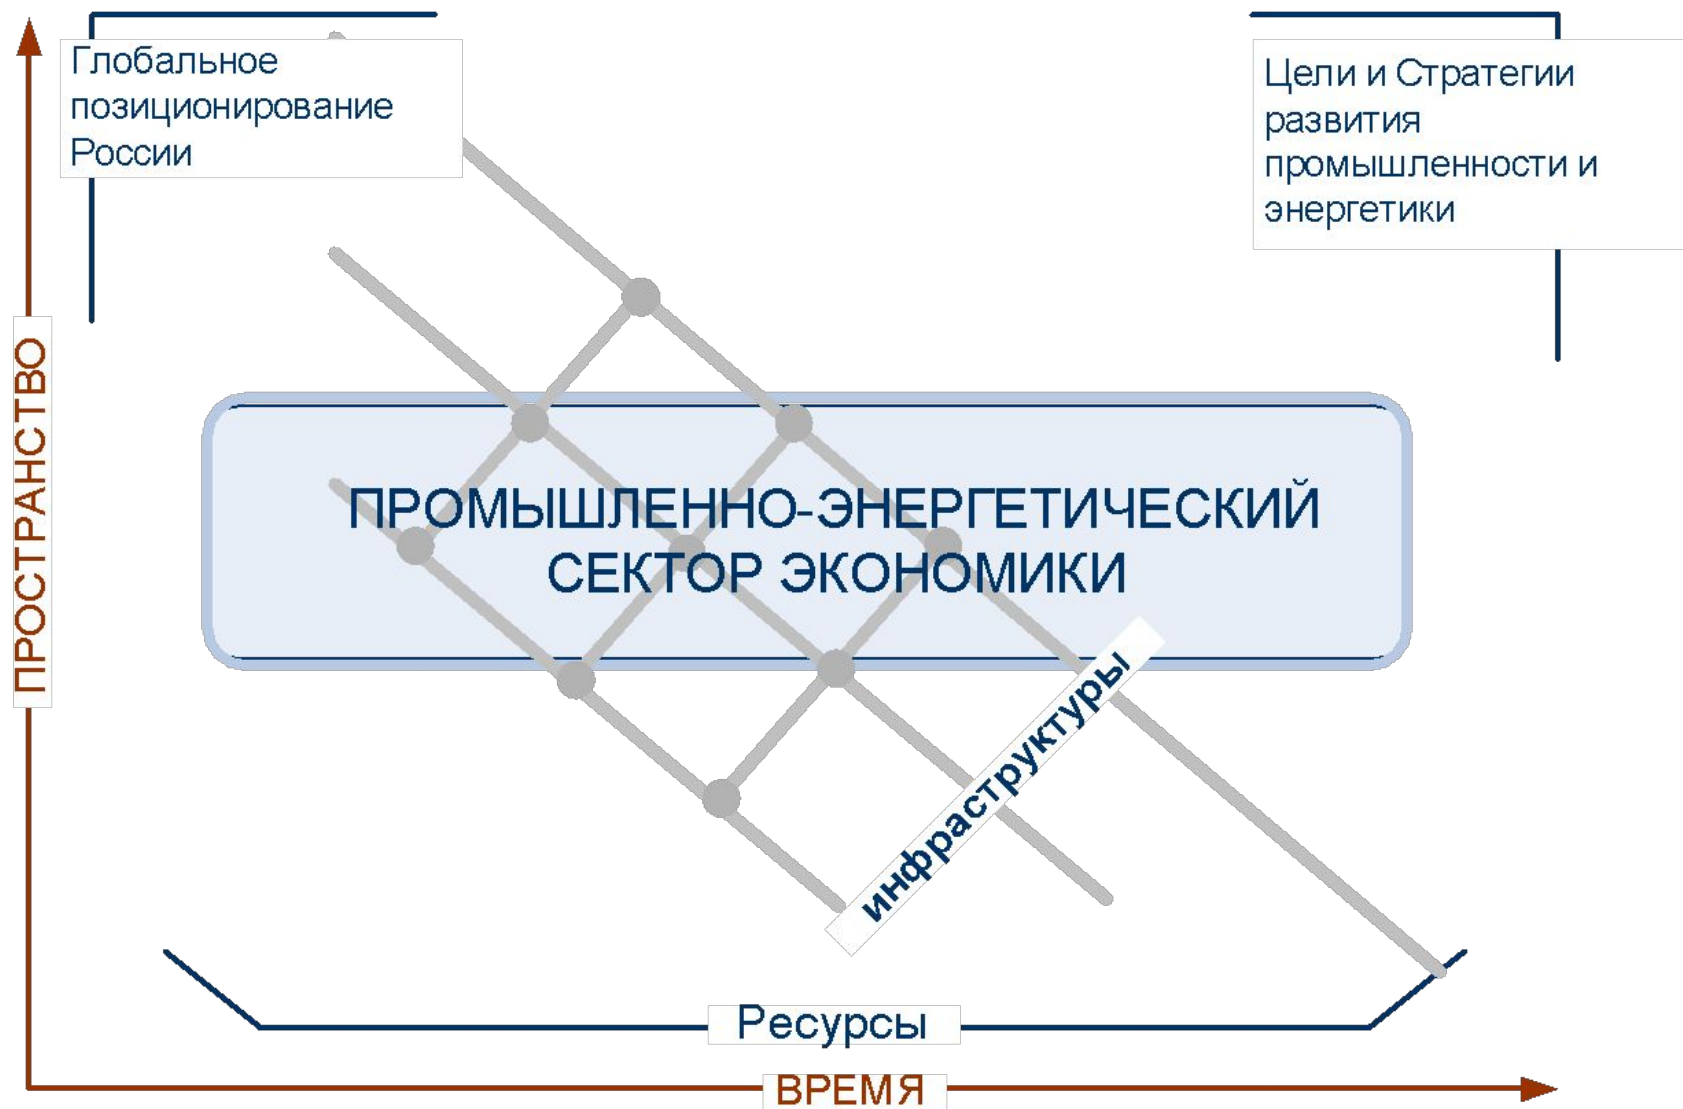 Глобальное
позиционирование
России
Цели и Стратегии
развития
промышленности и
энергетики
ПРОСТРАНСТВО
ПРОМЫШЛЕННО-ЭНЕРГЕТИЧЕСКИЙ
СЕКТОР ЭКОНОМИКИ
инфраструктуры
Ресурсы
ВРЕМЯ